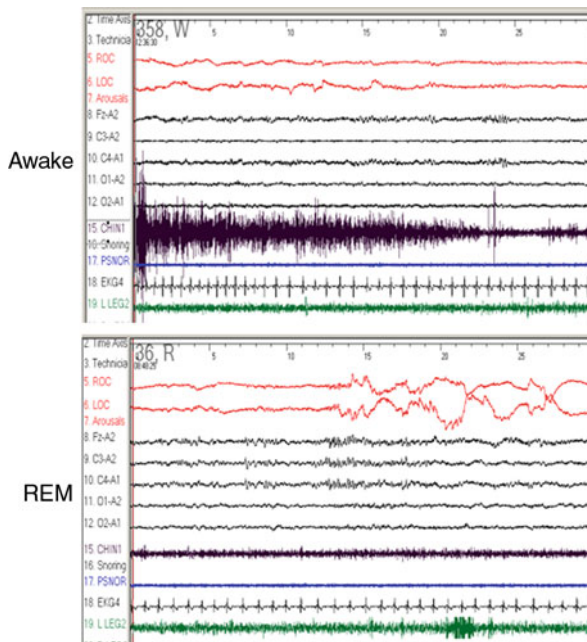 2. Time Axis
358, W
5 10 15 20 25
3. Technicia
12:36:30
5. ROC
6. LOC
7. Arousals
8. Fz-A2
9. C3-A2
Awake
10. C4-A1
11. O1-A2
12. O2-A1
15. CHIN1
16. Snoring
17. PSNOR
18. EKG4
19. L LEG2
2. Time Axis
36, R
5 10 15 20 25
3. Technicia
5. ROC
6. LOC
7. Arousals
8. Fz-A2
9. C3-A2
10. C4-A1
REM
11. O1-A2
12. O2-A1
15. CHIN1
16. Snoring
17. PSNOR
18. EKG4
19. L LEG2